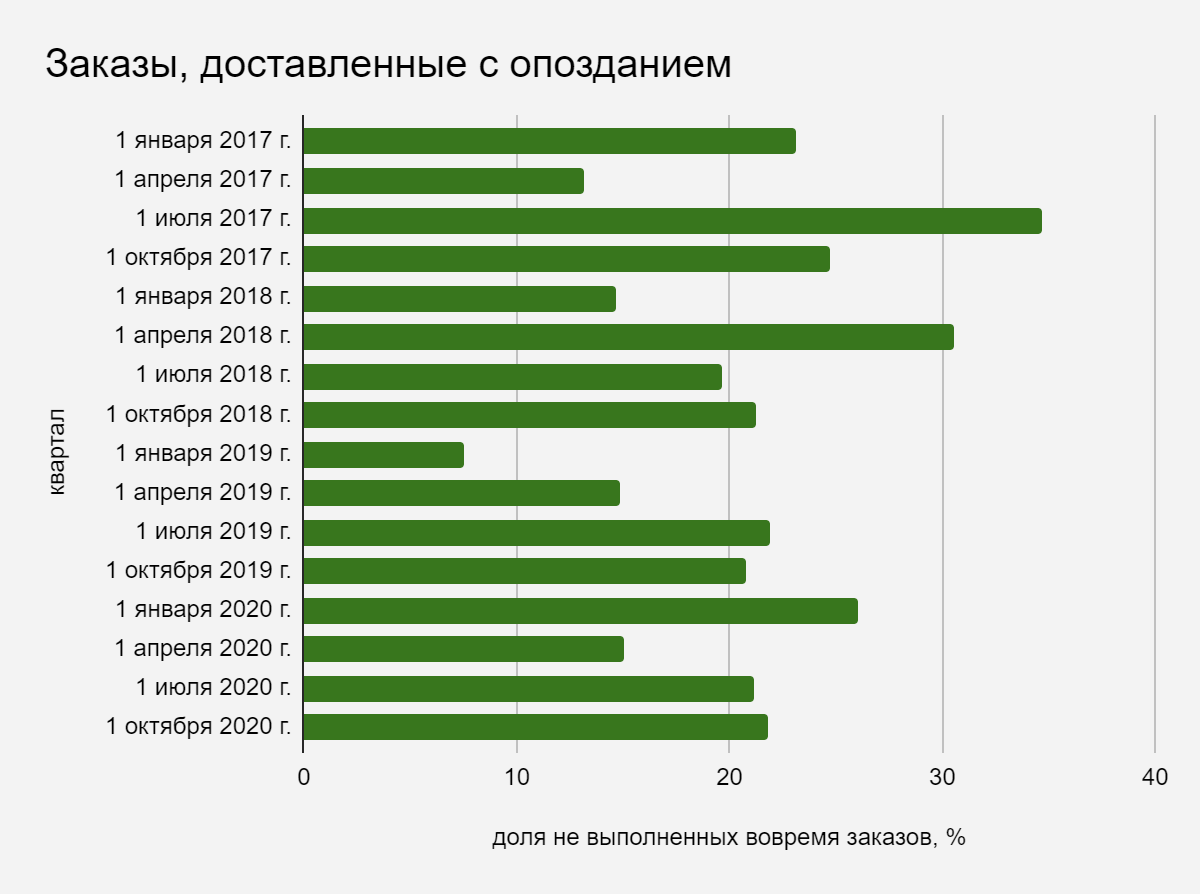 Заказы, доставленные с опозданием
1 января 2017 г.
1 апреля 2017 г.
1 июля 2017 г.
1 октября 2017 г.
1 января 2018 г.
1 апреля 2018 г.
1 июля 2018 г.
1 октября 2018 г.
1 января 2019 г.
1 апреля 2019 г.
1 июля 2019 г.
1 октября 2019 г.
1 января 2020 г.
1 апреля 2020 г.
1 июля 2020 г.
1 октября 2020 г.
квартал
0 10 20 30 40
доля не выполненных вовремя заказов, %